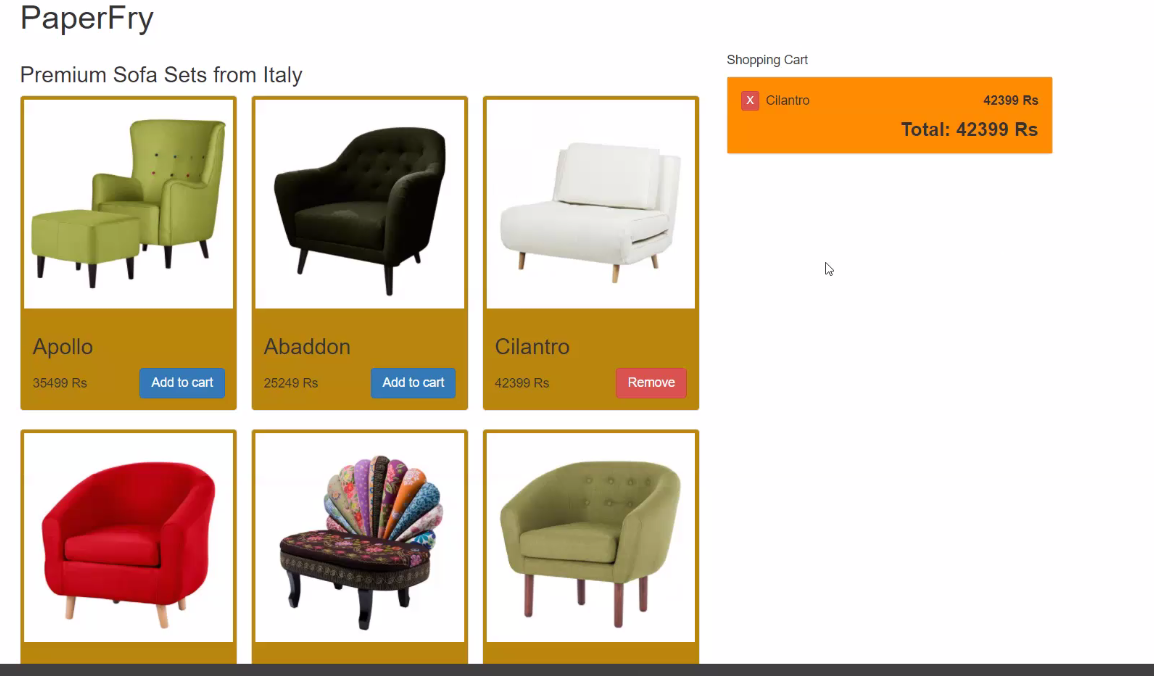 PaperFry
Premium Sofa Sets from Italy
Apollo
35499 Rs Add to cart
Abaddon
25249 Rs Add to cart
Cilantro
42399 Rs Remove
Shopping Cart
X Cilantro 42399 Rs
Total: 42399 Rs